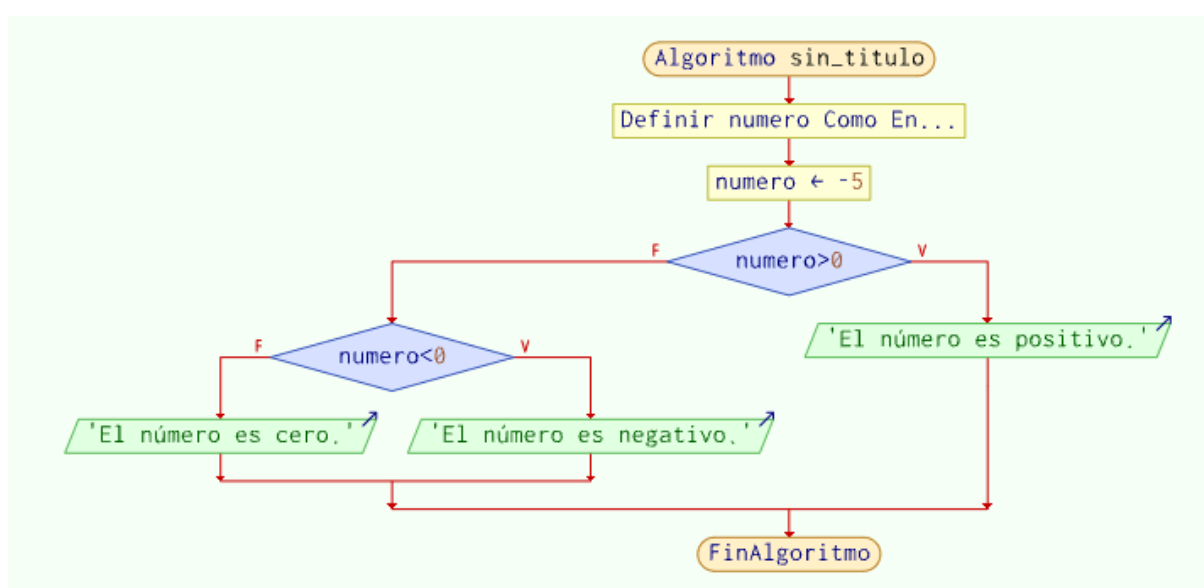 Algoritmo sin_titulo
Definir numero Como En...
numero ← -5
F
numero>0
V
F
numero<0
V
'El número es positivo.'
'El número es cero.'
'El número es negativo.'
FinAlgoritmo